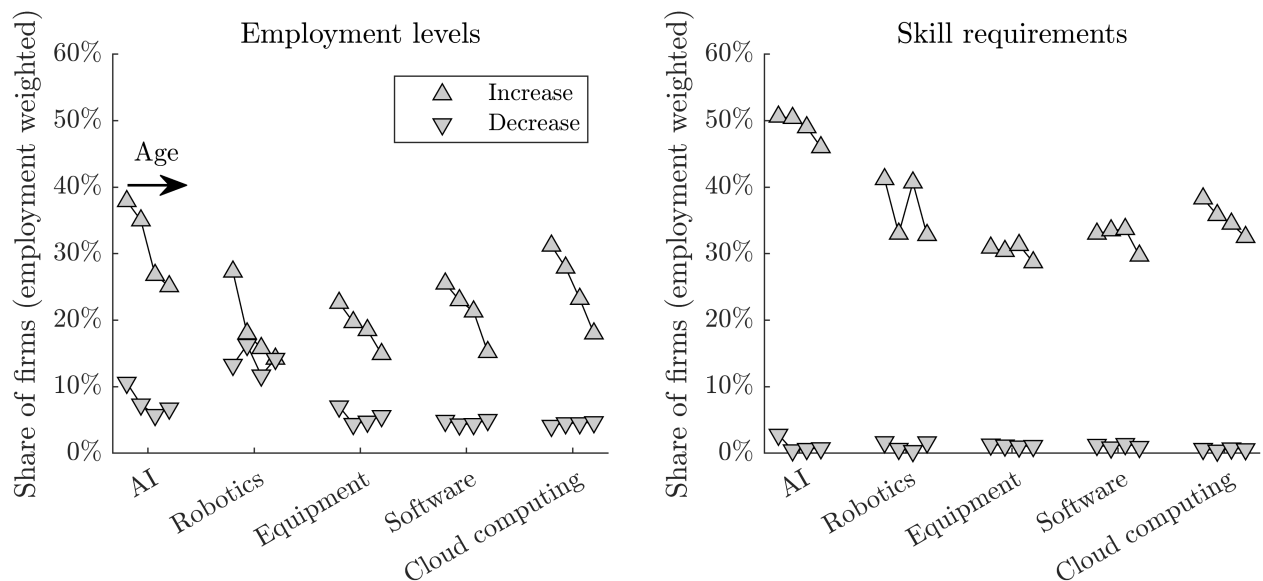 Employment levels
Share of firms (employment weighted)
60%
50%
40%
30%
20%
10%
0%
Increase
Decrease
Age
AI
Robotics
Equipment
Software
Cloud computing
Skill requirements
Share of firms (employment weighted)
60%
50%
40%
30%
20%
10%
0%
AI
Robotics
Equipment
Software
Cloud computing